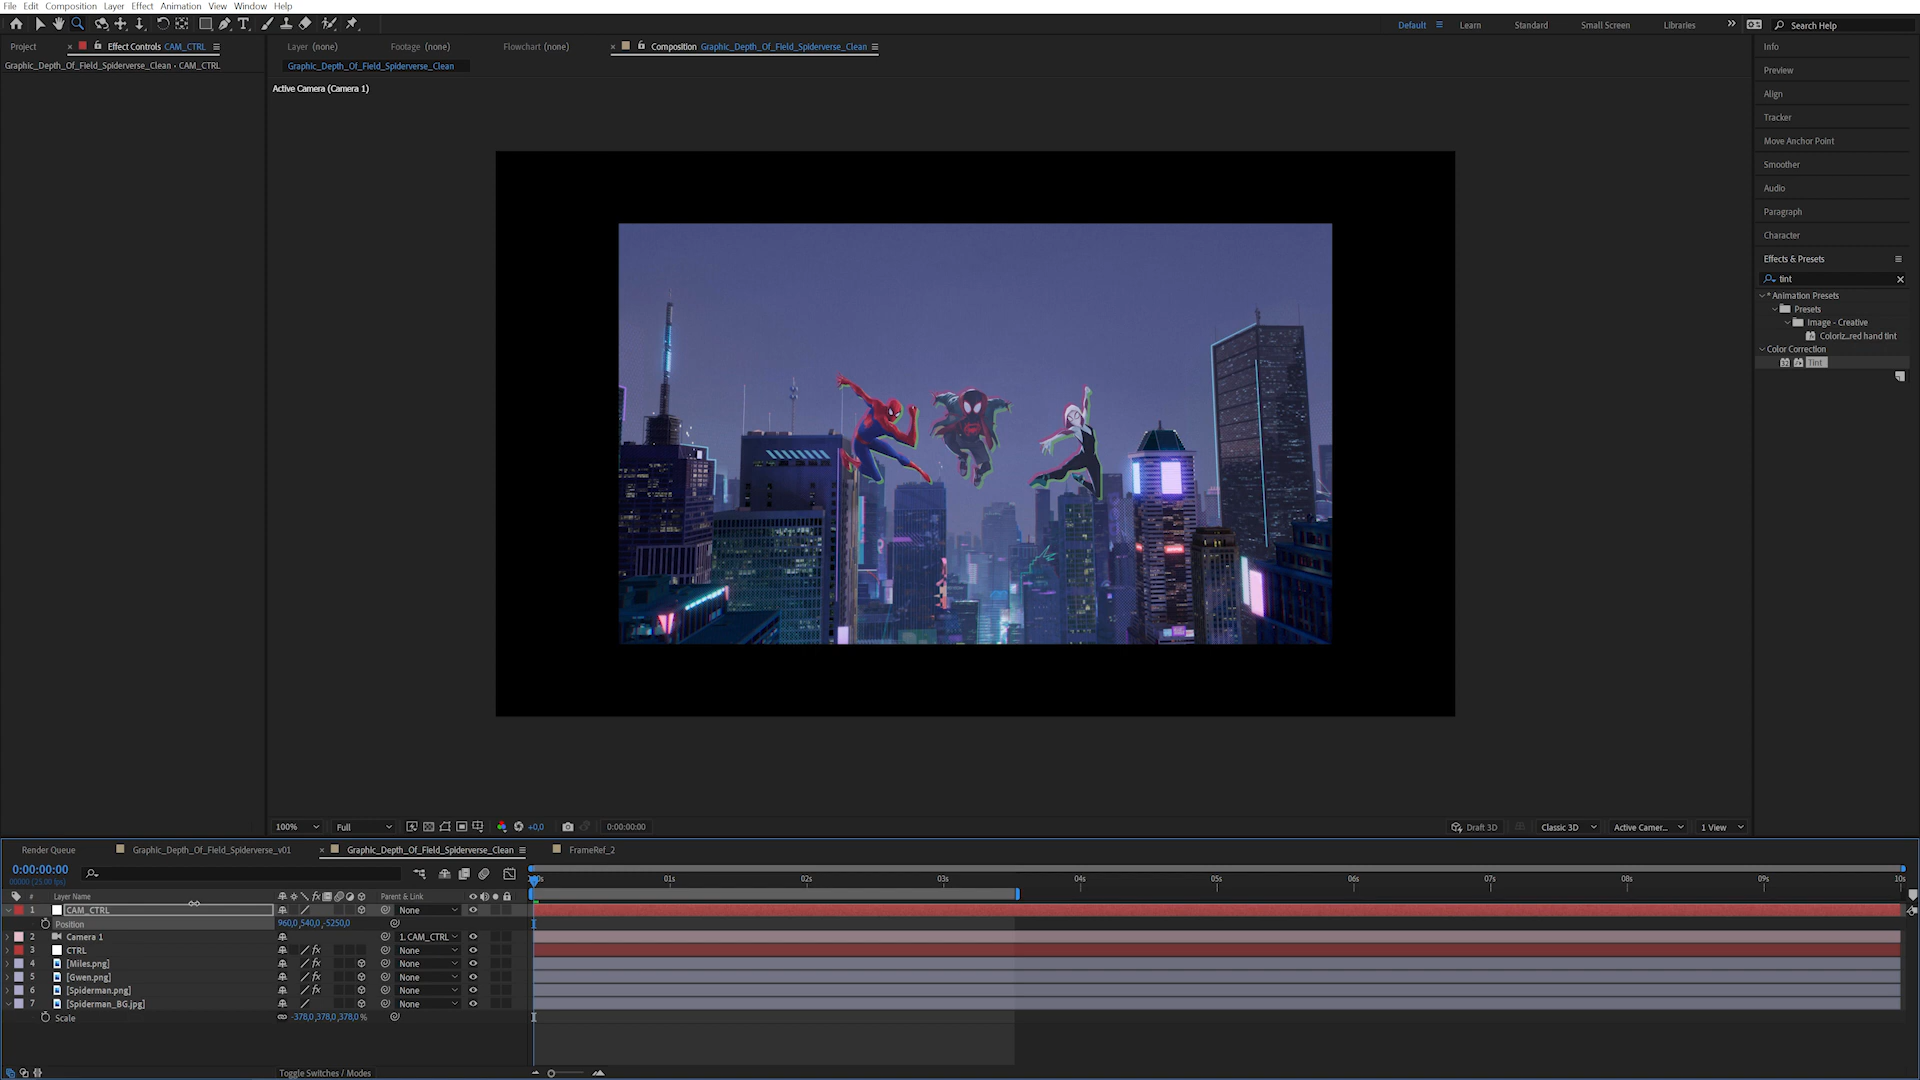 File Edit Composition Layer Effect Animation View Window Help
Default Learn Standard Small Screen Libraries Search Help
Project Effect Controls CAM_CTRL Layer (none) Footage (none) Flowchart (none) Composition Graphic_Depth_Of_Field_Spiderverse_Clean
Graphic_Depth_Of_Field_Spiderverse_Clean • CAM_CTRL
Graphic_Depth_Of_Field_Spiderverse_Clean
Active Camera (Camera 1)
Info
Preview
Align
Tracker
Move Anchor Point
Smoother
Audio
Paragraph
Character
Effects & Presets
tint
* Animation Presets
Presets
Image - Creative
Coloriz...red hand tint
Color Correction
Tint
100% Full +0,0 0:00:00:00 Draft 3D Classic 3D Active Camer... 1 View
Render Queue Graphic_Depth_Of_Field_Spiderverse_v01 Graphic_Depth_Of_Field_Spiderverse_Clean FrameRef_2
0:00:00:00
00000 (25.00 fps)
01s 02s 03s 04s 05s 06s 07s 08s 09s 10s
# Layer Name Parent & Link
1 CAM_CTRL None
Position 960,0,540,0,-5250,0
2 Camera 1 1. CAM_CTRL
3 CTRL None
4 [Miles.png] None
5 [Gwen.png] None
6 [Spiderman.png] None
7 [Spiderman_BG.jpg] None
Scale -378,0,378,0,378,0 %
Toggle Switches / Modes